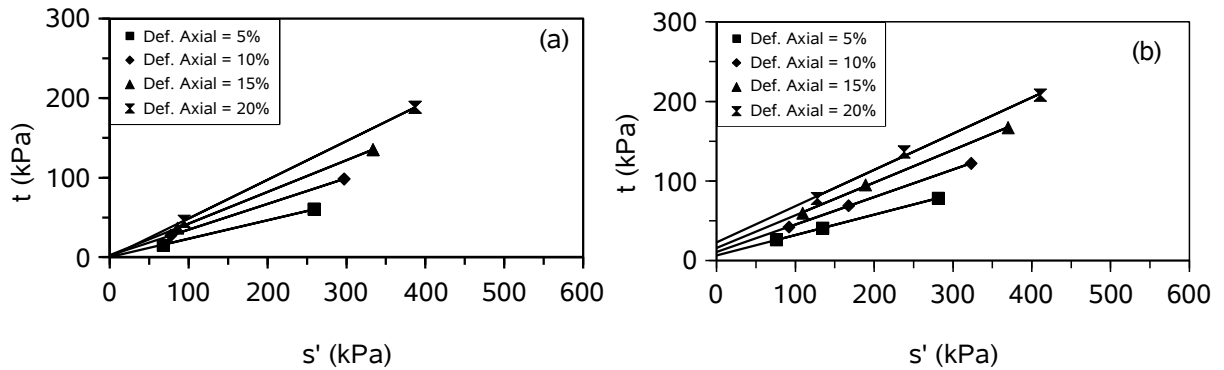 300
200
100
0
t (kPa)
Def. Axial = 5%
Def. Axial = 10%
Def. Axial = 15%
Def. Axial = 20%
(a)
0 100 200 300 400 500 600
s' (kPa)
300
200
100
0
t (kPa)
Def. Axial = 5%
Def. Axial = 10%
Def. Axial = 15%
Def. Axial = 20%
(b)
0 100 200 300 400 500 600
s' (kPa)